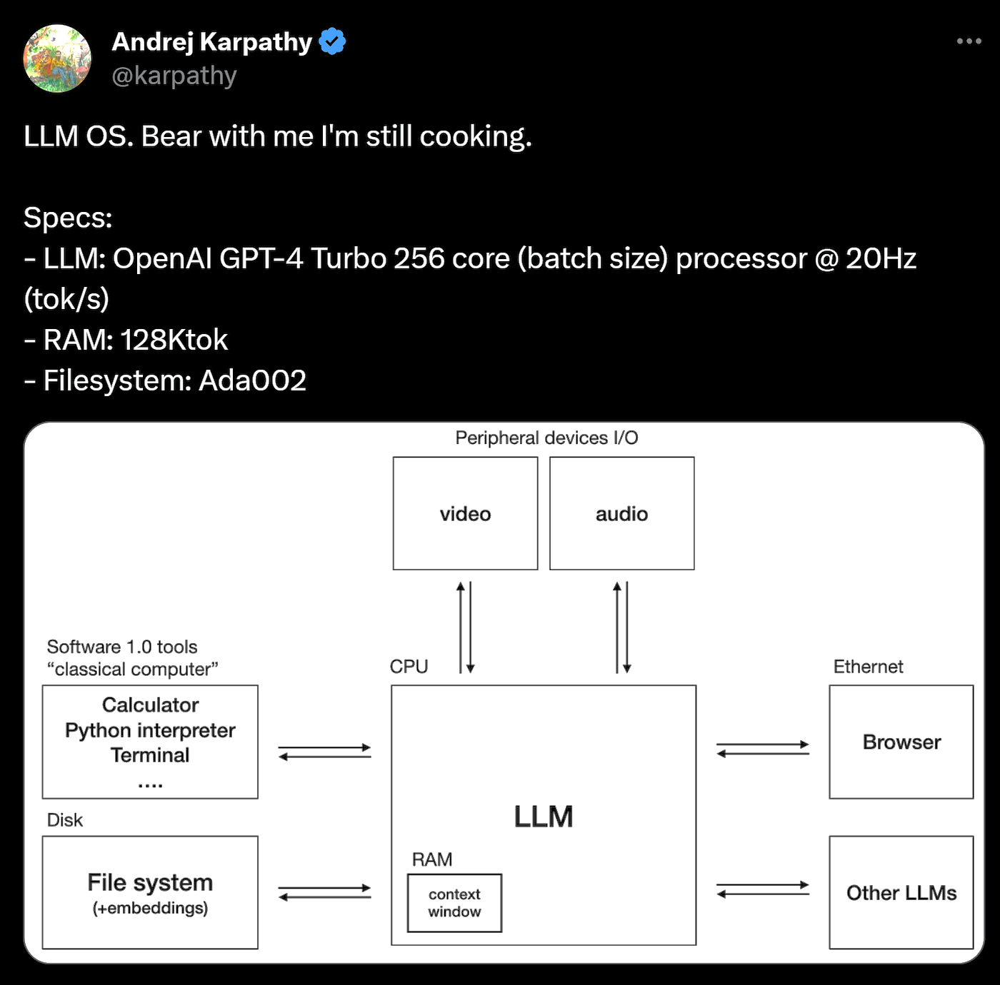 Andrej Karpathy
@karpathy
LLM OS. Bear with me I'm still cooking.
Specs:
- LLM: OpenAI GPT-4 Turbo 256 core (batch size) processor @ 20Hz
(tok/s)
- RAM: 128Ktok
- Filesystem: Ada002
Peripheral devices I/O
video
audio
Software 1.0 tools
“classical computer”
Calculator
Python interpreter
Terminal
....
CPU
Ethernet
Browser
Disk
File system
(+embeddings)
LLM
RAM
context
window
Other LLMs